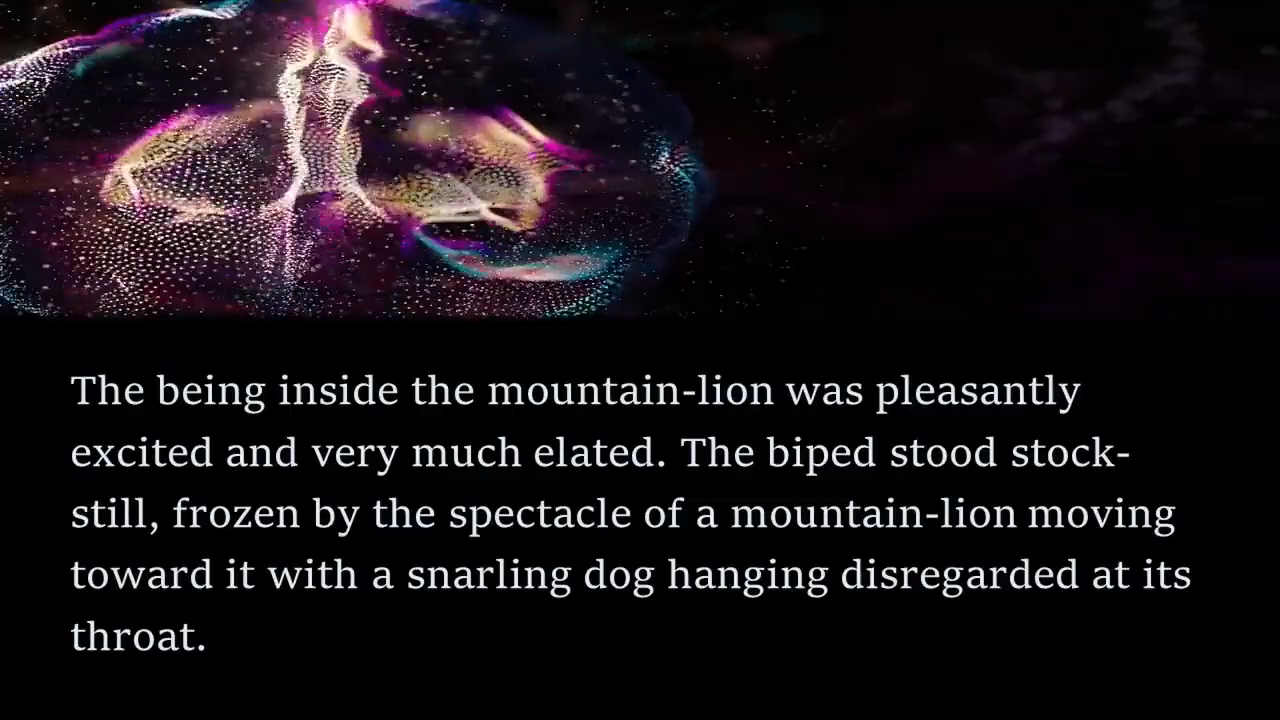 The being inside the mountain-lion was pleasantly
excited and very much elated. The biped stood stock-
still, frozen by the spectacle of a mountain-lion moving
toward it with a snarling dog hanging disregarded at its
throat.